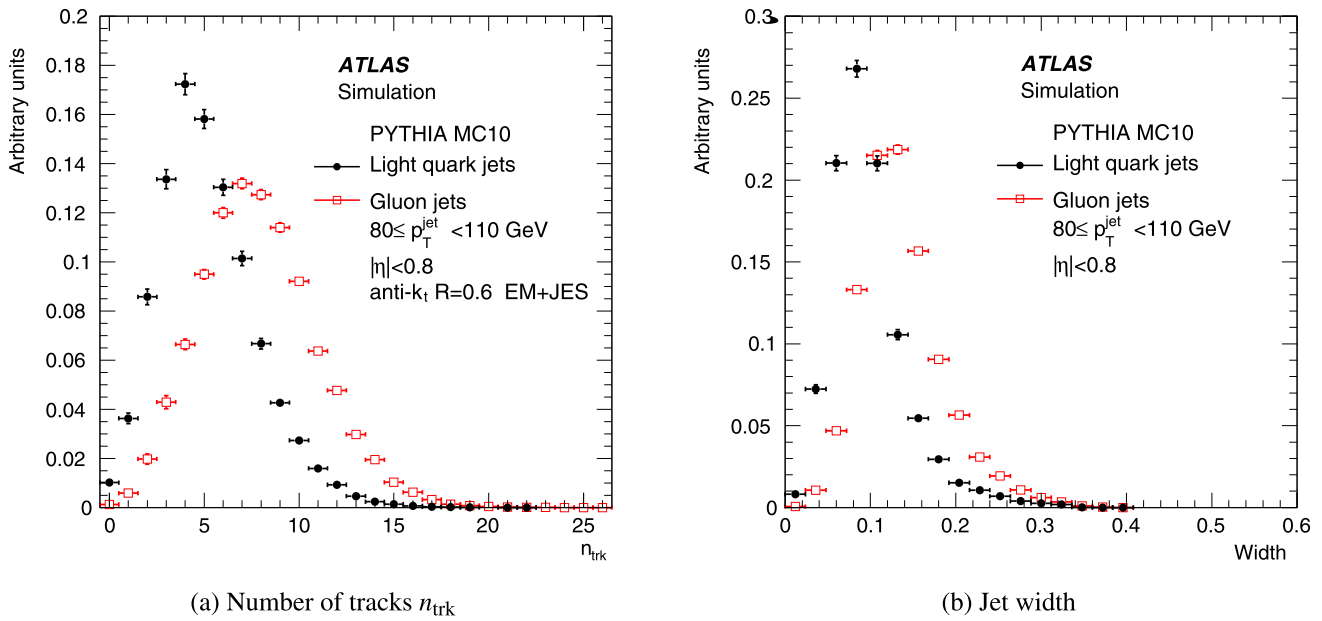 Arbitrary units
0.2
0.18
0.16
0.14
0.12
0.1
0.08
0.06
0.04
0.02
0
0 5 10 15 20 25
n_trk
ATLAS
Simulation
PYTHIA MC10
Light quark jets
Gluon jets
80≤ p_T^jet <110 GeV
|η|<0.8
anti-k_t R=0.6 EM+JES
(a) Number of tracks n_trk
Arbitrary units
0.3
0.25
0.2
0.15
0.1
0.05
0
0 0.1 0.2 0.3 0.4 0.5 0.6
Width
ATLAS
Simulation
PYTHIA MC10
Light quark jets
Gluon jets
80≤ p_T^jet <110 GeV
|η|<0.8
(b) Jet width